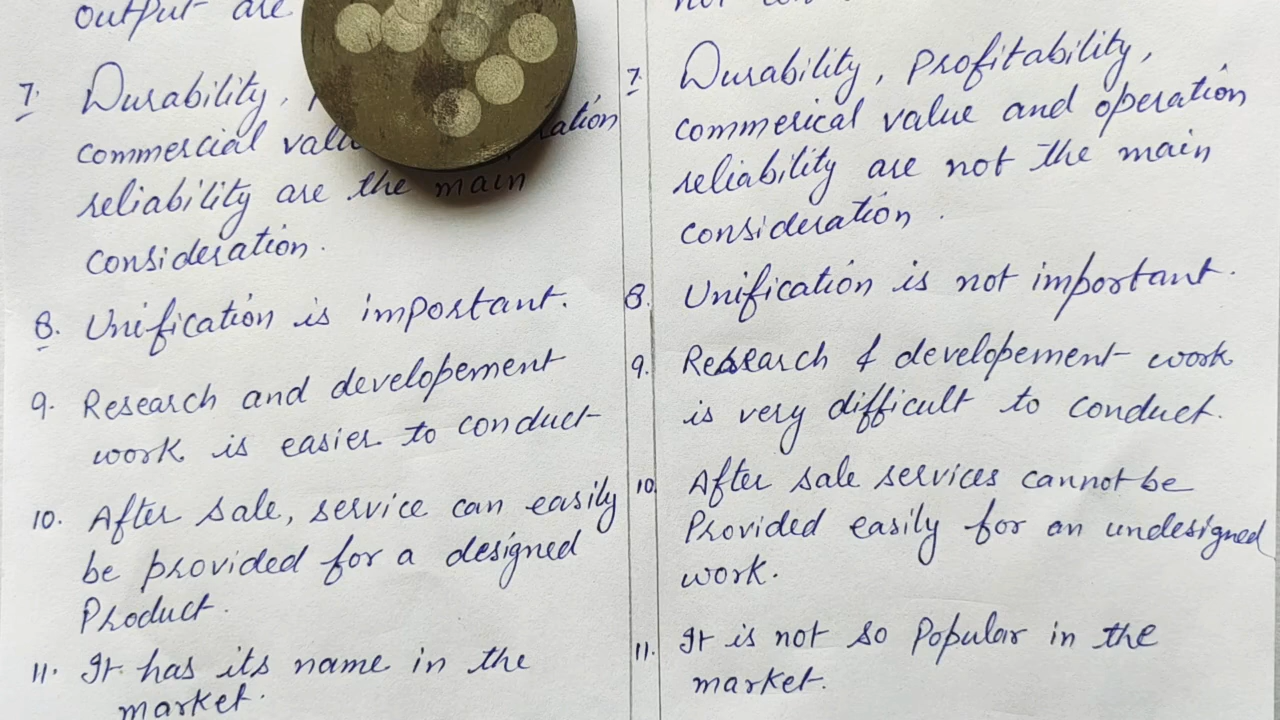 output are
7. Durability,
commercial
reliability are the main
consideration.
8. Unification is important.
9. Research and developement
work is easier to conduct
10. After sale, service can easily
be provided for a designed
Product.
11. It has its name in the
market.
7. Durability, Profitability,
commerical value and operation
reliability are not the main
consideration.
8. Unification is not important.
9. Research & developement work
is very difficult to conduct.
10. After sale services cannot be
Provided easily for an undesigned
work.
11. It is not so Popular in the
market.